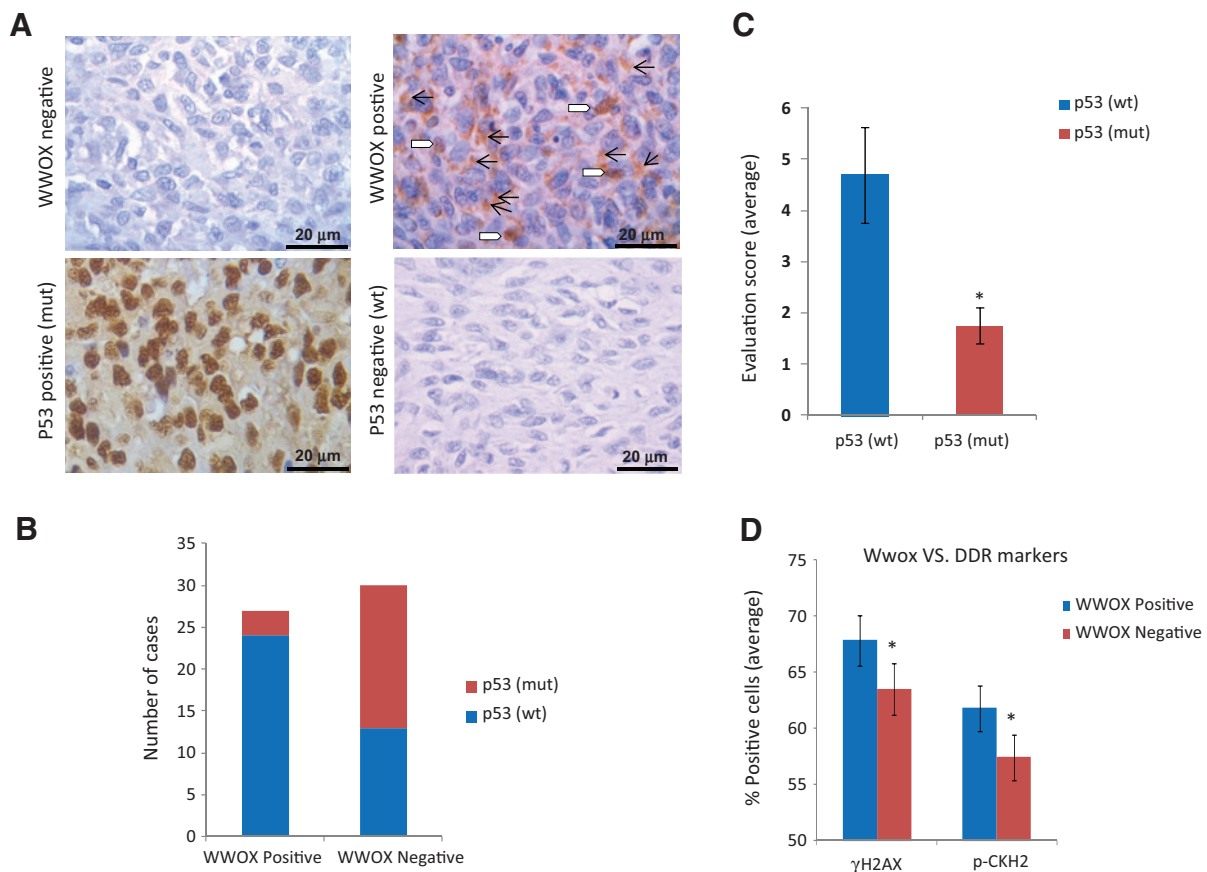 A
WWOX negative
20 μm
WWOX postive
20 μm
P53 positive (mut)
20 μm
P53 negative (wt)
20 μm
B
Number of cases
35
30
25
20
15
10
5
0
WWOX Positive
WWOX Negative
p53 (mut)
p53 (wt)
C
Evaluation score (average)
6
5
4
3
2
1
0
*
p53 (wt)
p53 (mut)
p53 (wt)
p53 (mut)
D
Wwox VS. DDR markers
% Positive cells (average)
75
70
65
60
55
50
*
*
γH2AX
p-CKH2
WWOX Positive
WWOX Negative